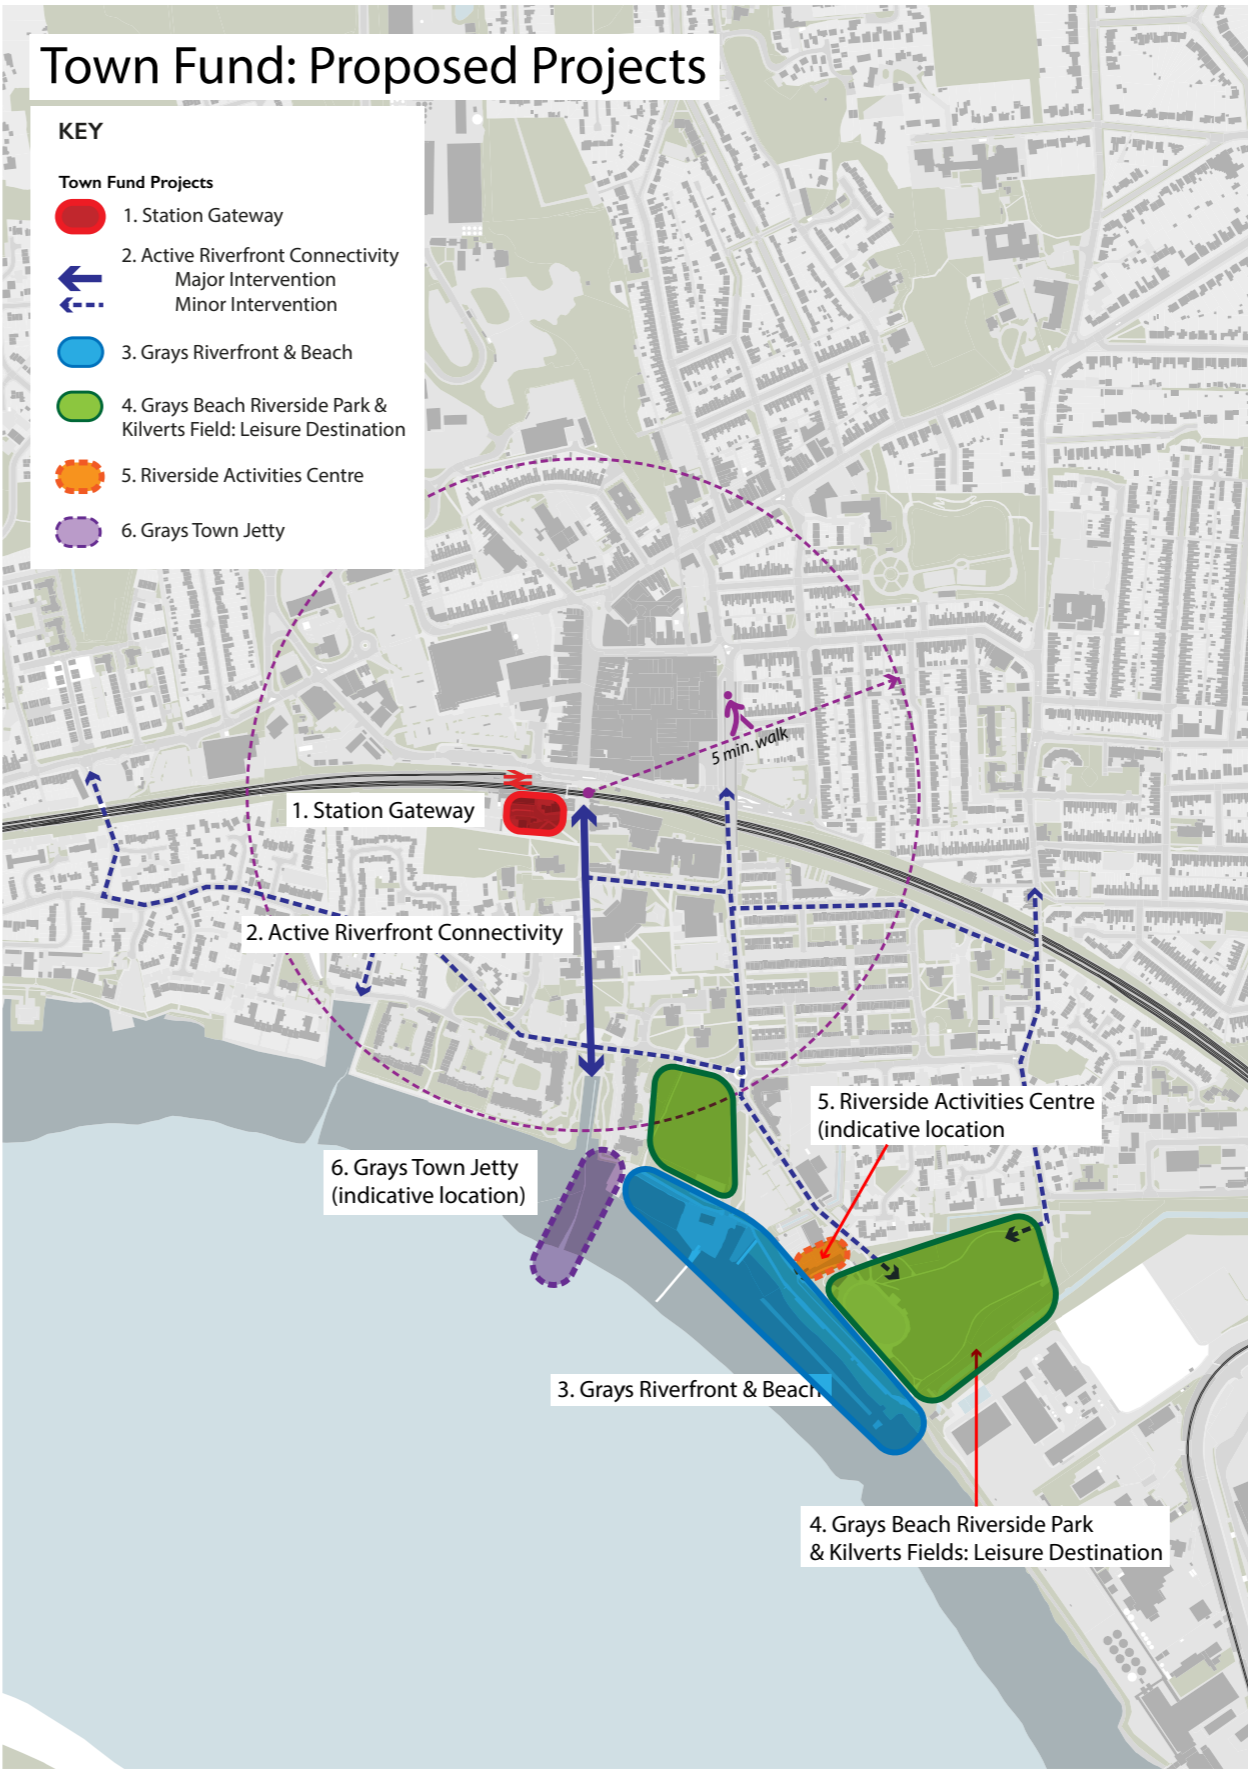 Town Fund: Proposed Projects
KEY
Town Fund Projects
1. Station Gateway
2. Active Riverfront Connectivity
Major Intervention
Minor Intervention
3. Grays Riverfront & Beach
4. Grays Beach Riverside Park &
Kilverts Field: Leisure Destination
5. Riverside Activities Centre
6. Grays Town Jetty
5 min. walk
1. Station Gateway
2. Active Riverfront Connectivity
5. Riverside Activities Centre
(indicative location
6. Grays Town Jetty
(indicative location)
3. Grays Riverfront & Beach
4. Grays Beach Riverside Park
& Kilverts Fields: Leisure Destination